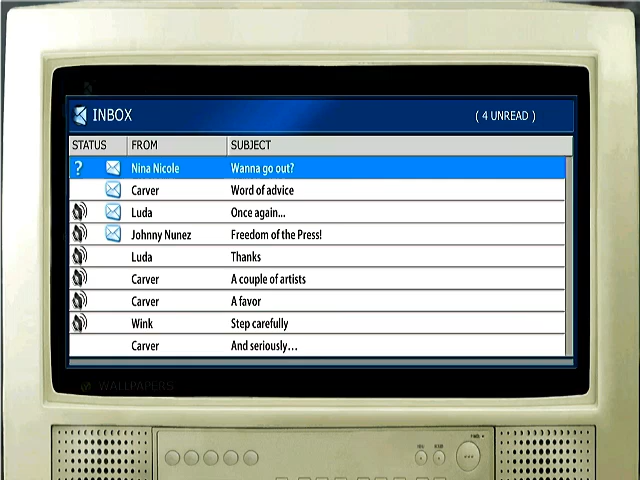 INBOX ( 4 UNREAD )
STATUS FROM SUBJECT
? Nina Nicole Wanna go out?
Carver Word of advice
Luda Once again...
Johnny Nunez Freedom of the Press!
Luda Thanks
Carver A couple of artists
Carver A favor
Wink Step carefully
Carver And seriously...
WALLPAPERS